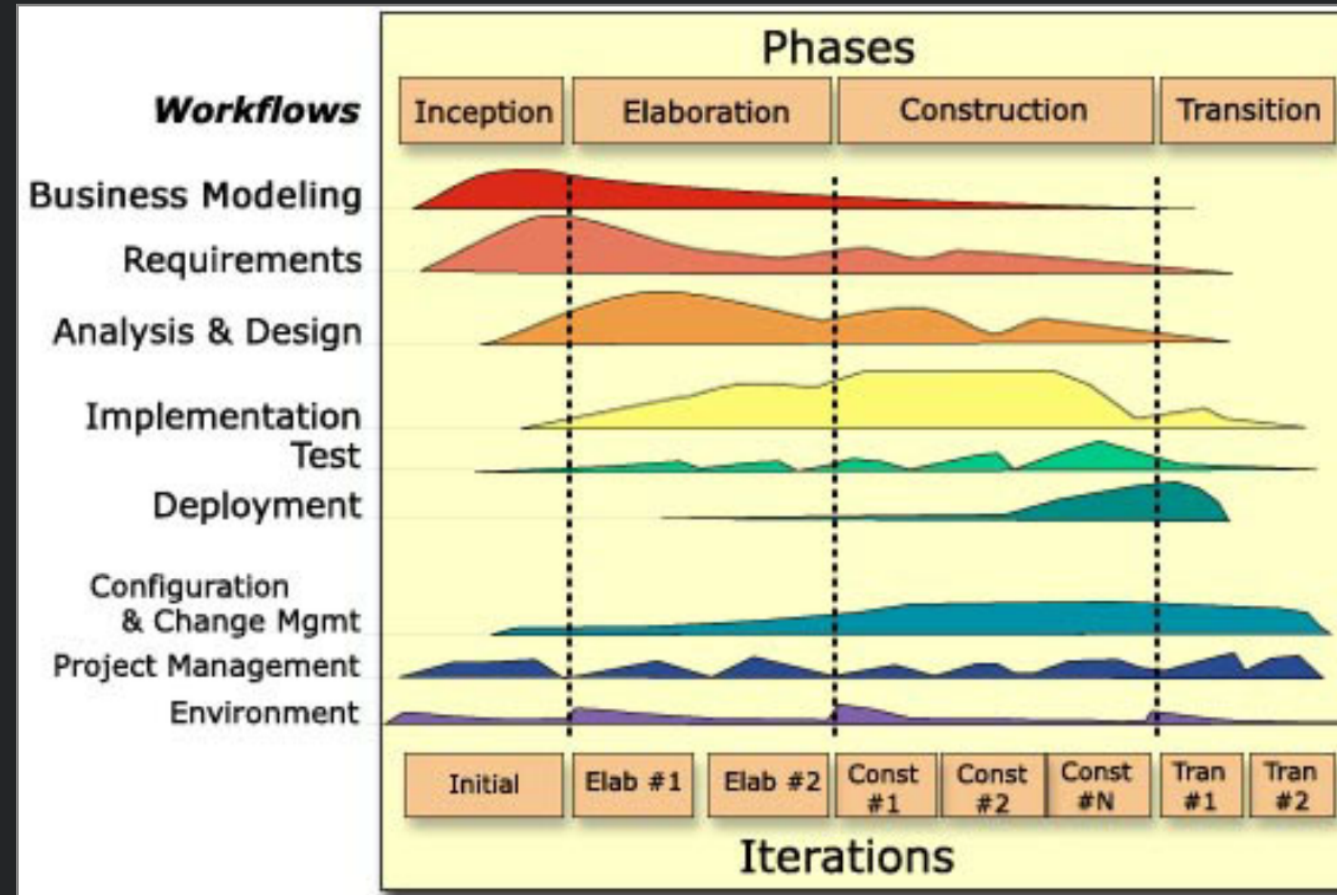 Phases
Workflows
Inception
Elaboration
Construction
Transition
Business Modeling
Requirements
Analysis & Design
Implementation
Test
Deployment
Configuration
& Change Mgmt
Project Management
Environment
Initial
Elab #1
Elab #2
Const
#1
Const
#2
Const
#N
Tran
#1
Tran
#2
Iterations